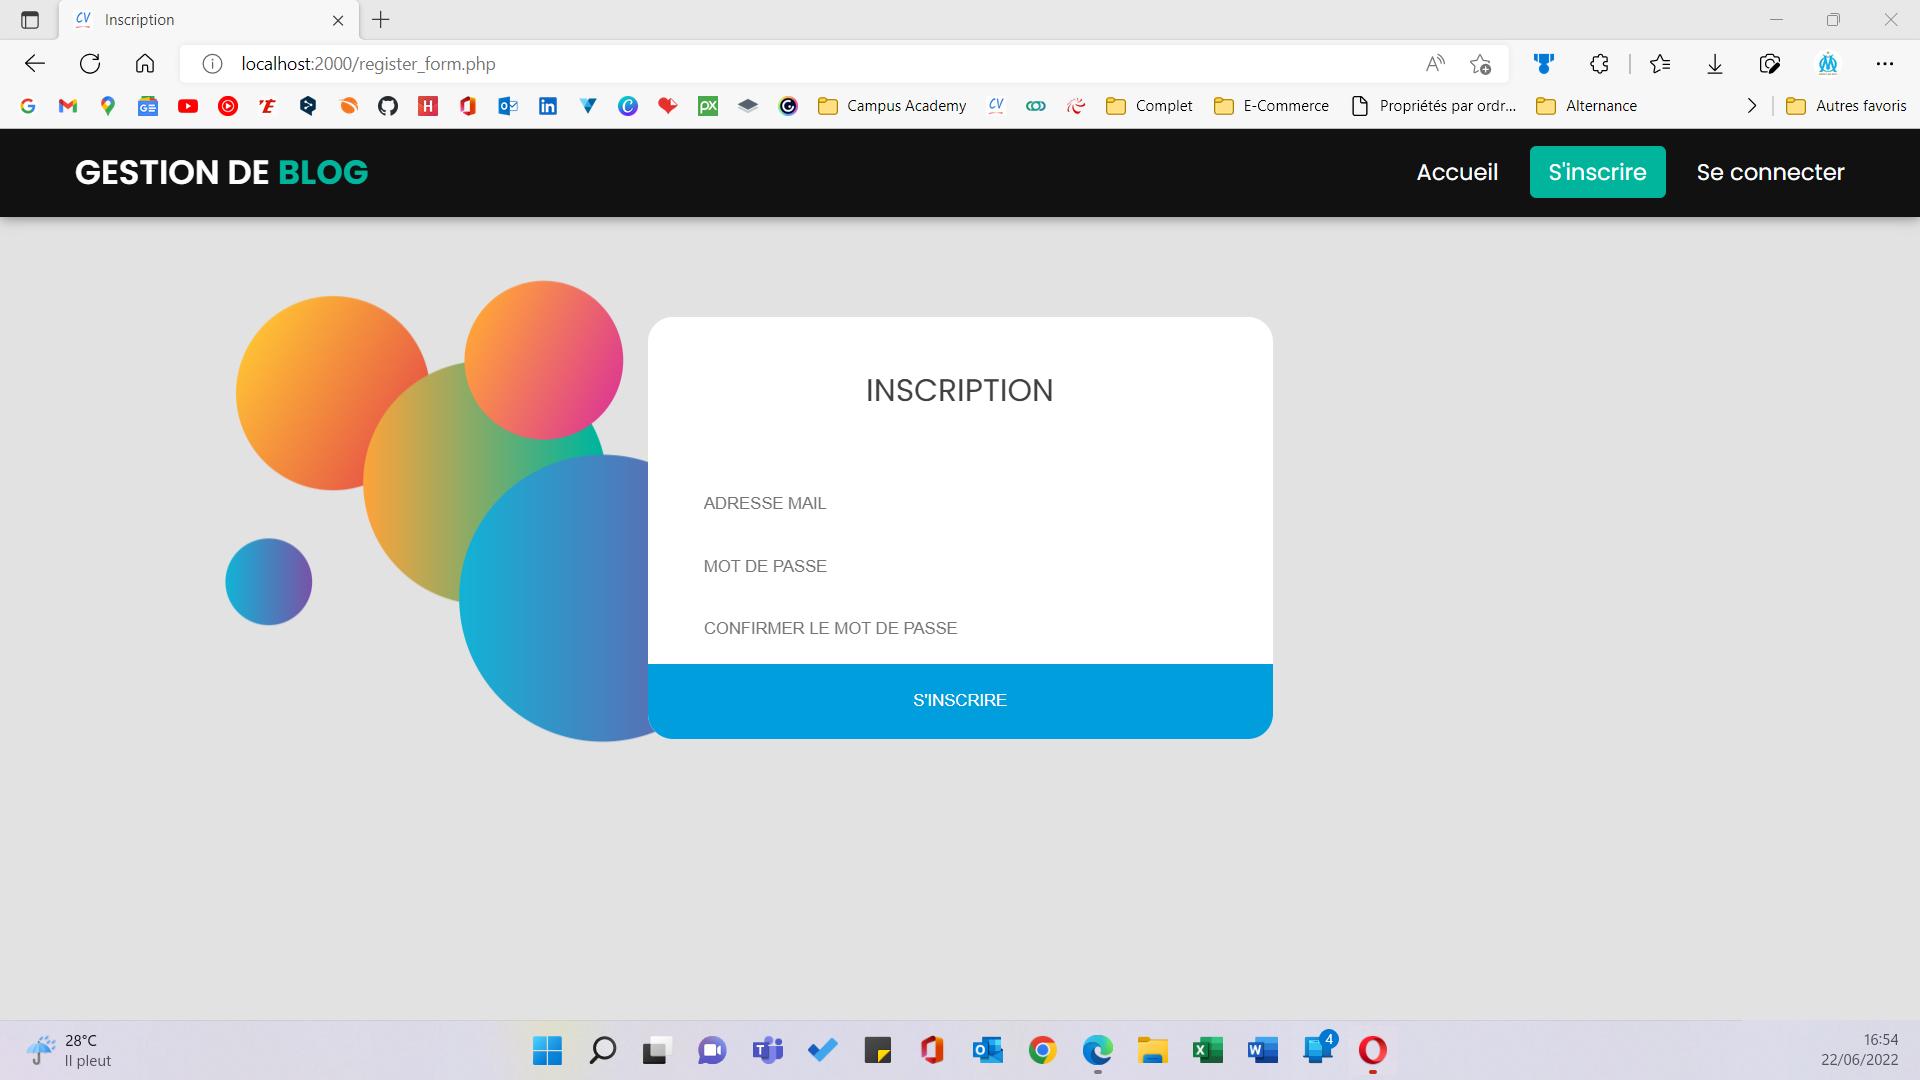 CV Inscription
localhost:2000/register_form.php
Campus Academy CV Complet E-Commerce Propriétés par ordr... Alternance Autres favoris
GESTION DE BLOG
Accueil S'inscrire Se connecter
INSCRIPTION
ADRESSE MAIL
MOT DE PASSE
CONFIRMER LE MOT DE PASSE
S'INSCRIRE
28°C
Il pleut
4
16:54
22/06/2022